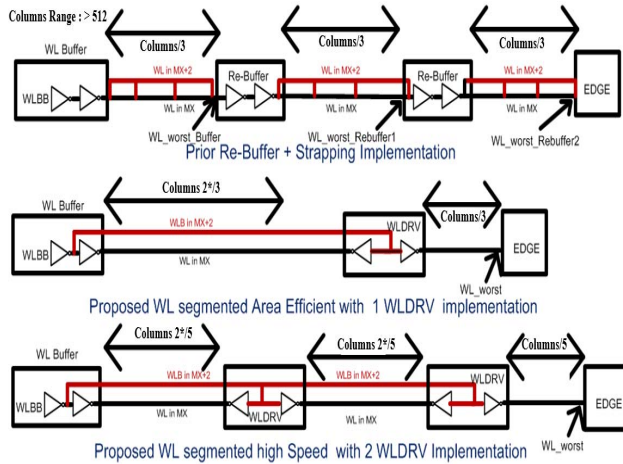 Columns Range : > 512
WL Buffer
Columns/3
Columns/3
Columns/3
WL in MX+2
Re-Buffer
WL in MX+2
Re-Buffer
WL in MX+2
WLBB
EDGE
WL in MX
WL in MX
WL in MX
WL_worst_Buffer
WL_worst_Rebuffer1
WL_worst_Rebuffer2
Prior Re-Buffer + Strapping Implementation
Columns 2*/3
Columns/3
WL Buffer
WLB in MX+2
WLDRV
WLBB
WL in MX
EDGE
WL_worst
Proposed WL segmented Area Efficient with 1 WLDRV implementation
Columns 2*/5
Columns 2*/5
Columns/5
WL Buffer
WLB in MX+2
WLB in MX+2
WLDRV
WLBB
WLDRV
WL in MX
WL in MX
EDGE
WL_worst
Proposed WL segmented high Speed with 2 WLDRV Implementation